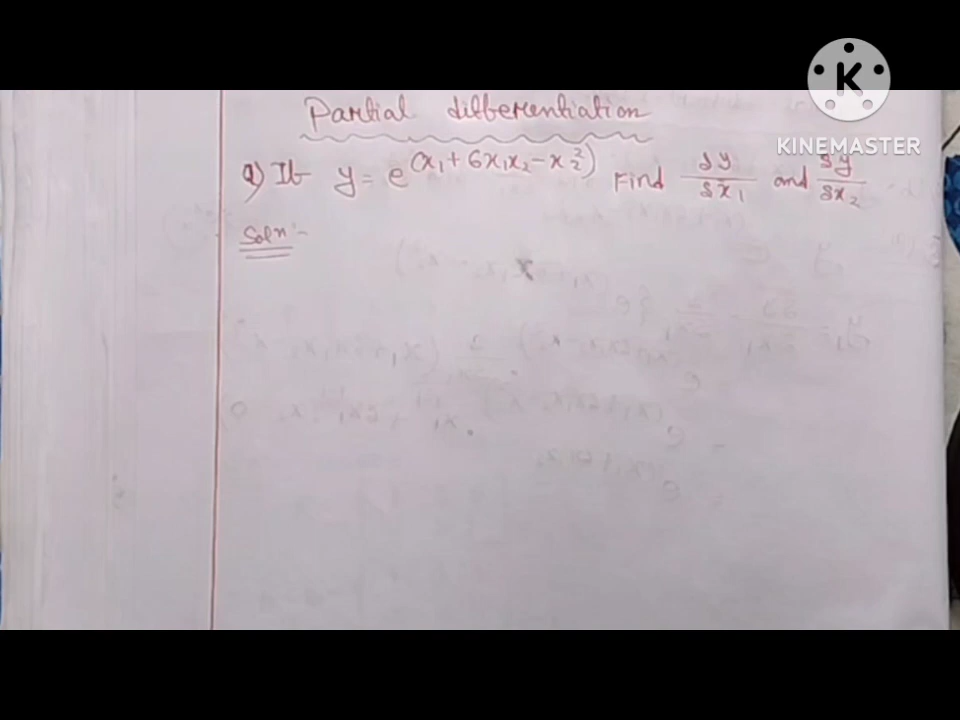 K
KINEMASTER
Partial differentiation
Q) If y = e^(x₁ + 6x₁x₂ - x₂²) Find δy/δx₁ and δy/δx₂
Solⁿ:-